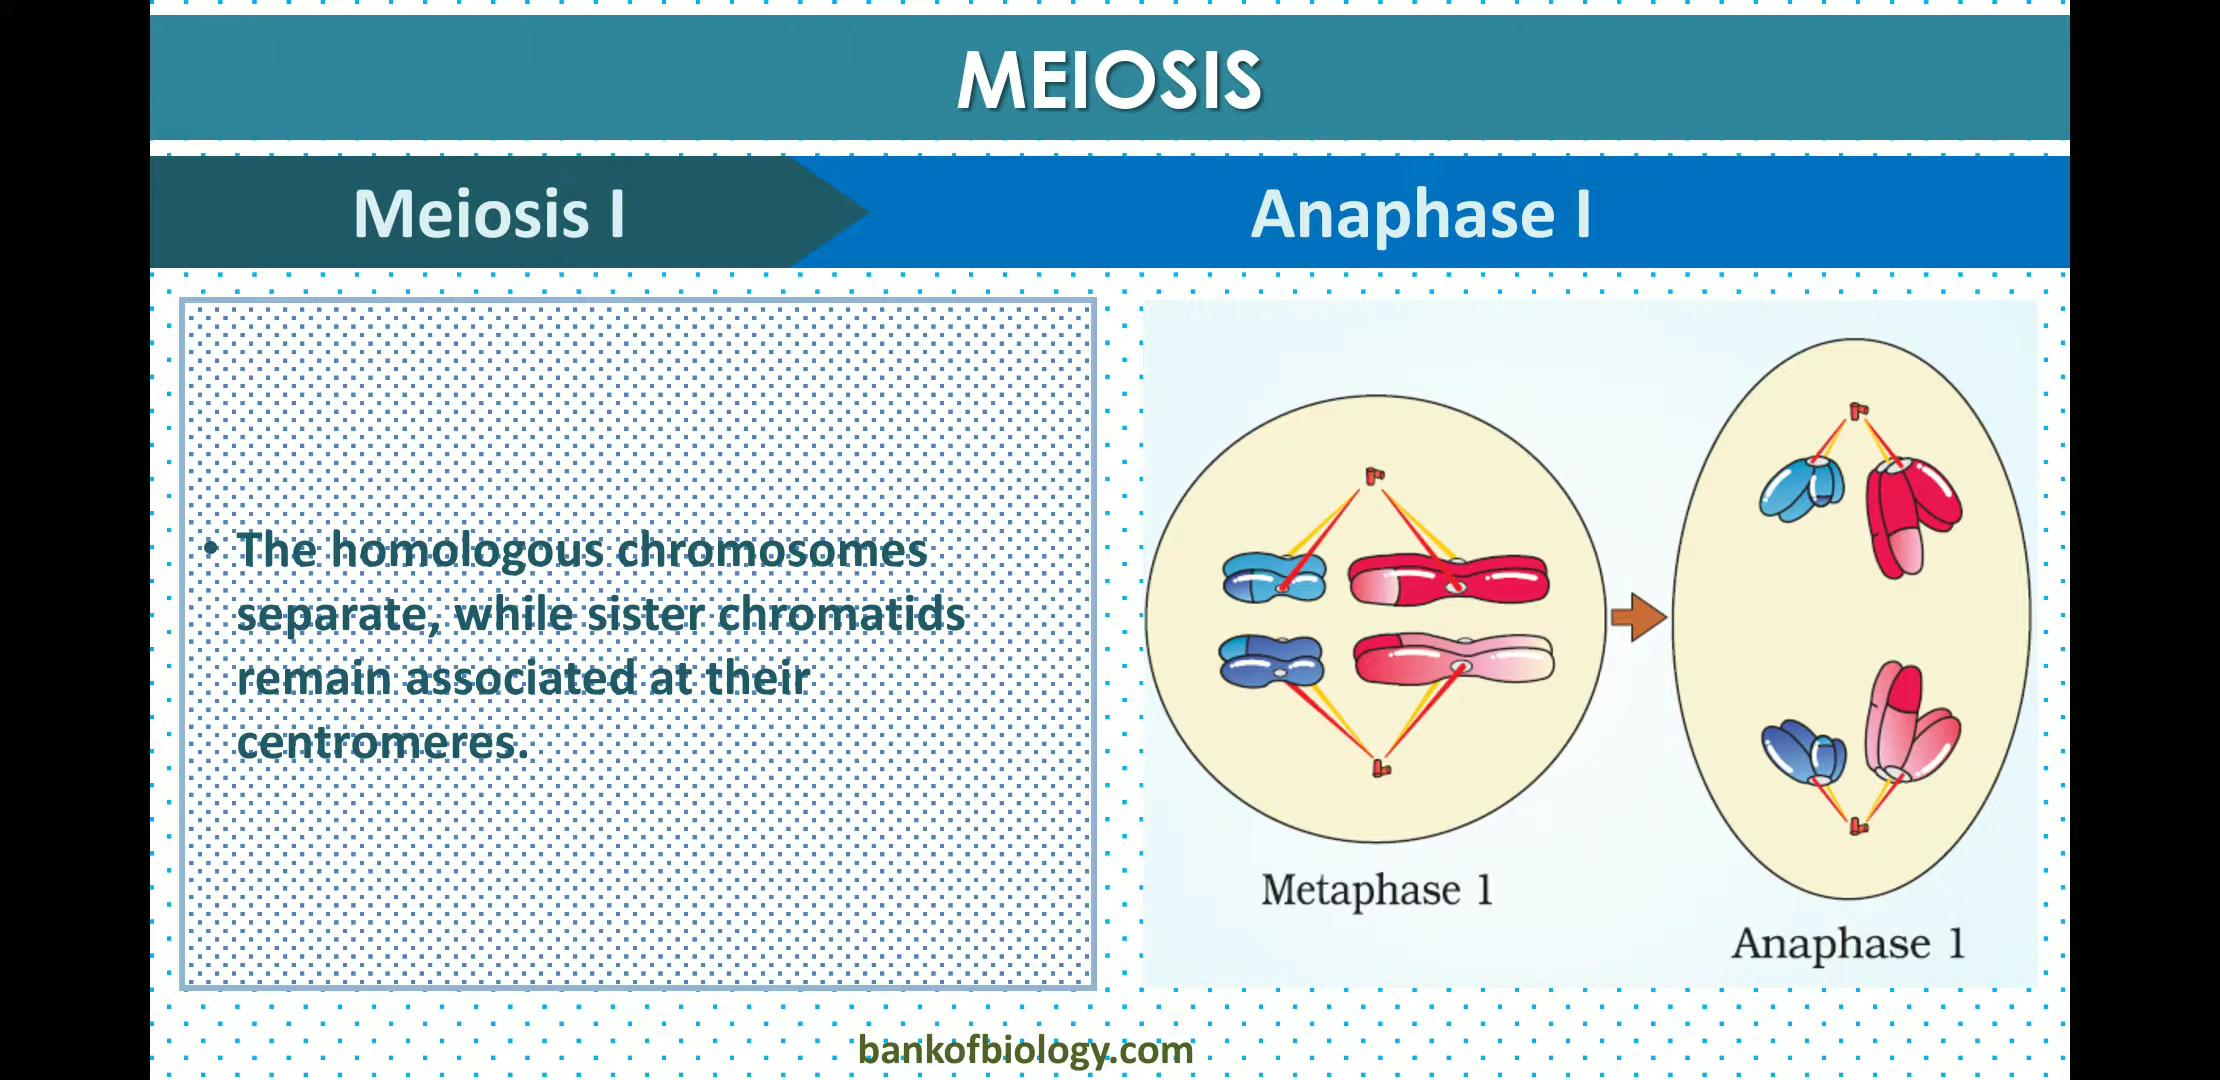 MEIOSIS
Meiosis I
Anaphase I
• The homologous chromosomes
separate, while sister chromatids
remain associated at their
centromeres.
Metaphase 1
Anaphase 1
bankofbiology.com